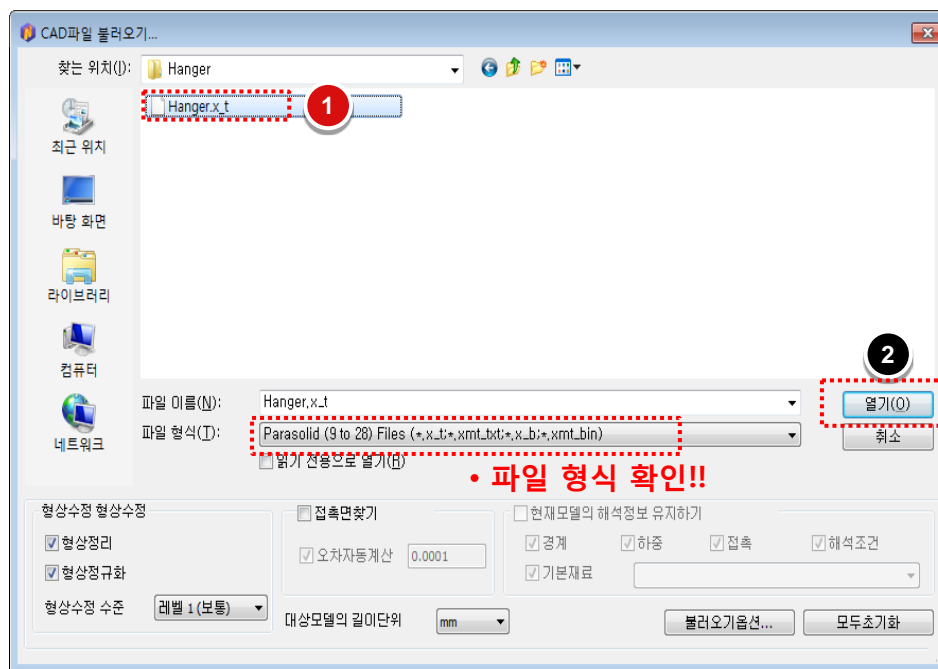 CAD파일 불러오기...
찾는 위치(I):
Hanger
Hanger.x_t
1
최근 위치
바탕 화면
라이브러리
컴퓨터
네트워크
2
파일 이름(N):
Hanger.x_t
열기(O)
파일 형식(T):
Parasolid (9 to 28) Files (*.x_t;*.xmt_txt;*.x_b;*.xmt_bin)
취소
읽기 전용으로 열기(R)
• 파일 형식 확인!!
형상수정 형상수정
접촉면찾기
현재모델의 해석정보 유지하기
형상정리
오차자동계산
0.0001
경계
하중
접촉
해석조건
형상정규화
기본재료
형상수정 수준
레벨 1 (보통)
대상모델의 길이단위
mm
불러오기옵션...
모두초기화